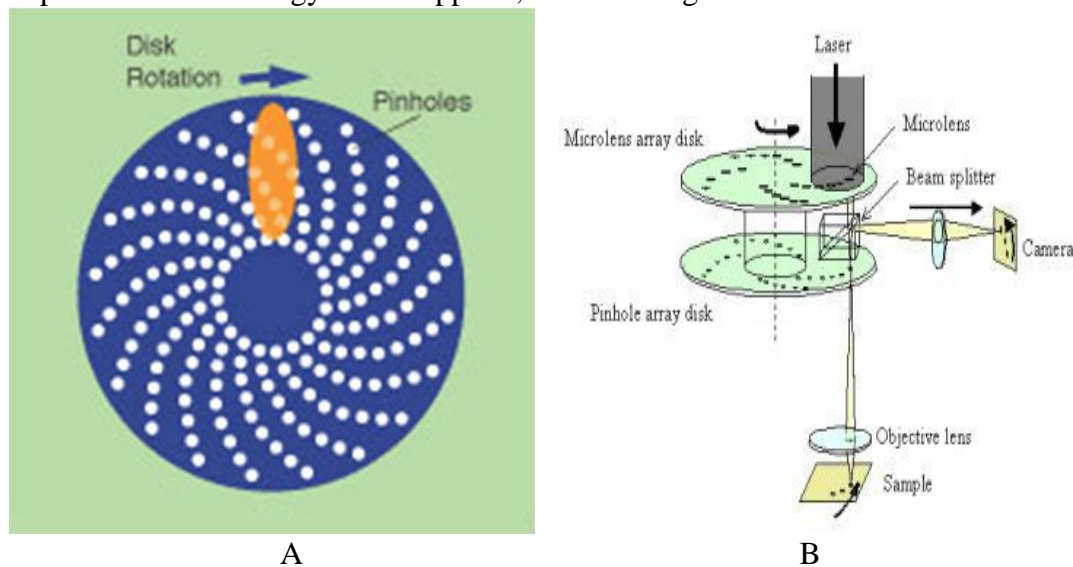 Disk
Rotation
Pinholes
Laser
Microlens array disk
Microlens
Beam splitter
Camera
Pinhole array disk
Objective lens
Sample
A
B